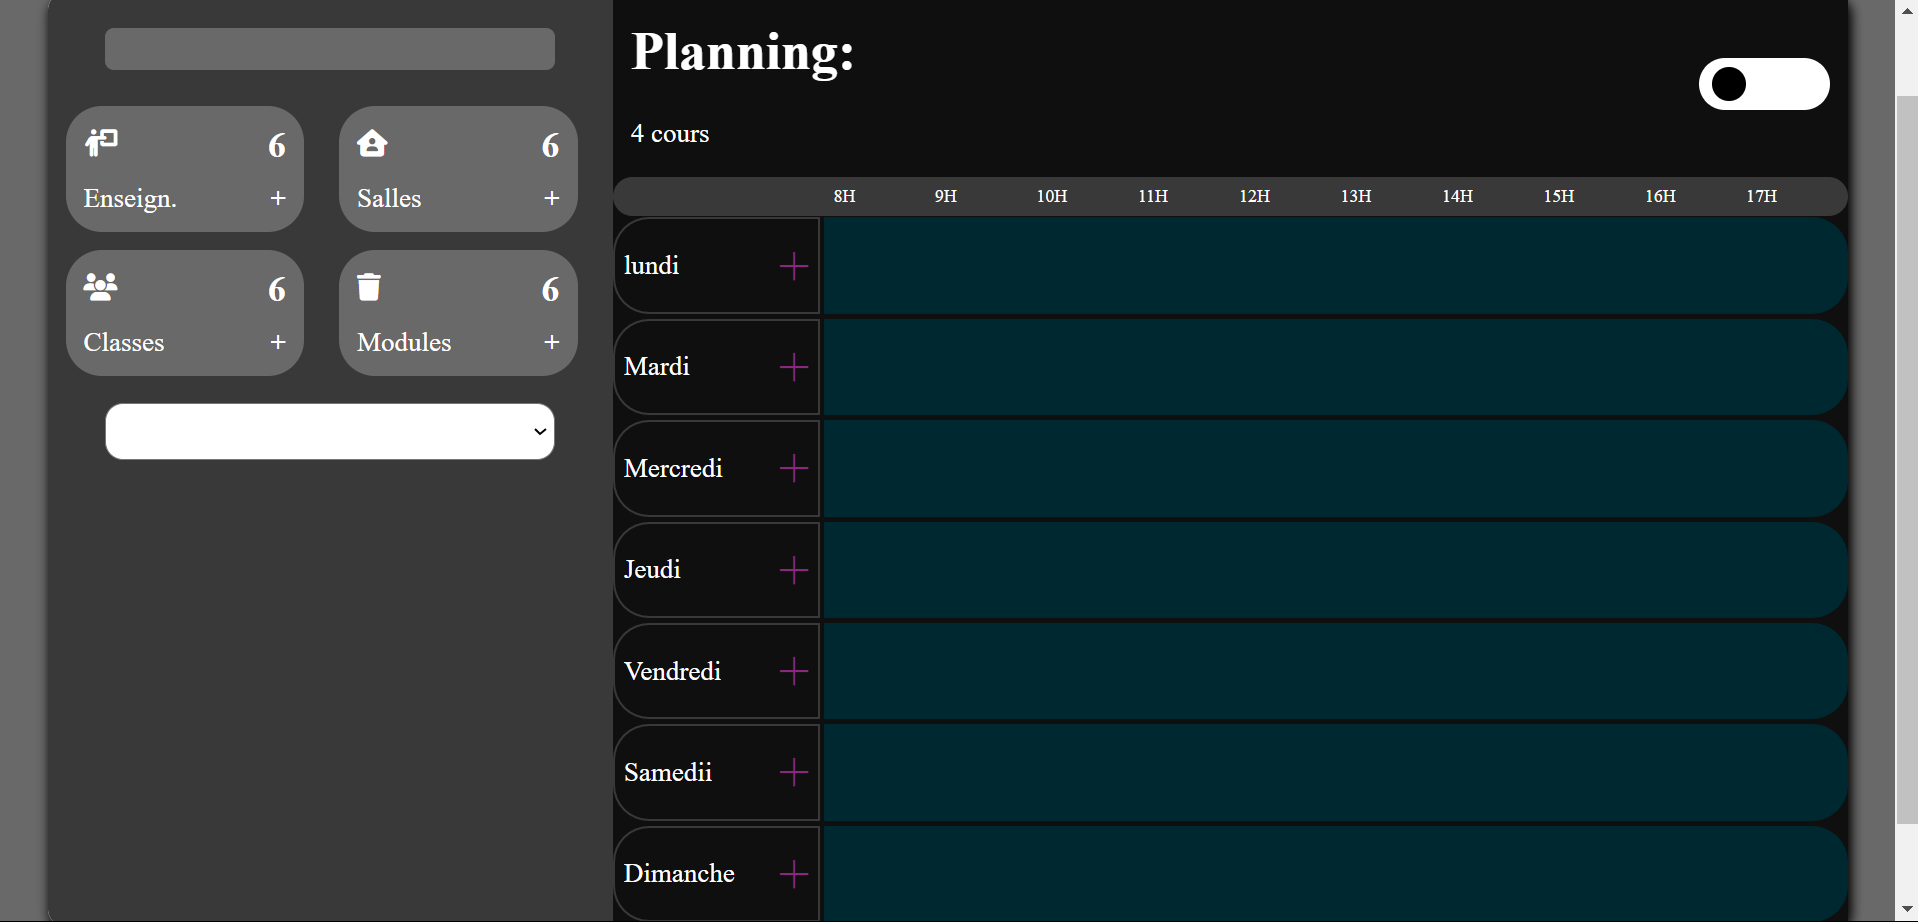 6 6
Enseign. + Salles +
6 6
Classes + Modules +
Planning:
4 cours
8H 9H 10H 11H 12H 13H 14H 15H 16H 17H
lundi +
Mardi +
Mercredi +
Jeudi +
Vendredi +
Samedii +
Dimanche +